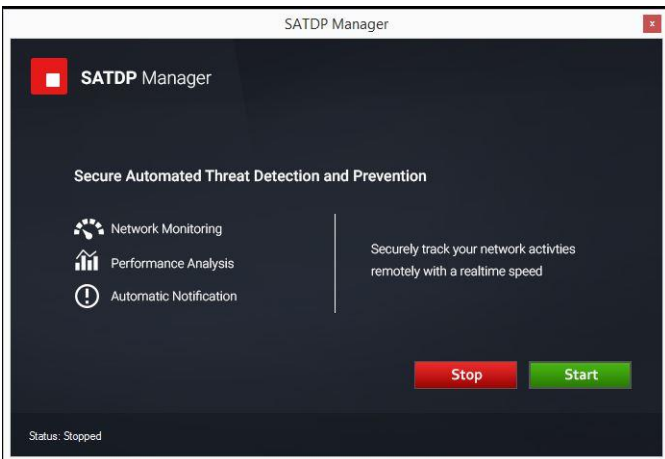 SATDP Manager
x
SATDP Manager
Secure Automated Threat Detection and Prevention
Network Monitoring
Performance Analysis
Automatic Notification
Securely track your network activties
remotely with a realtime speed
Stop
Start
Status: Stopped